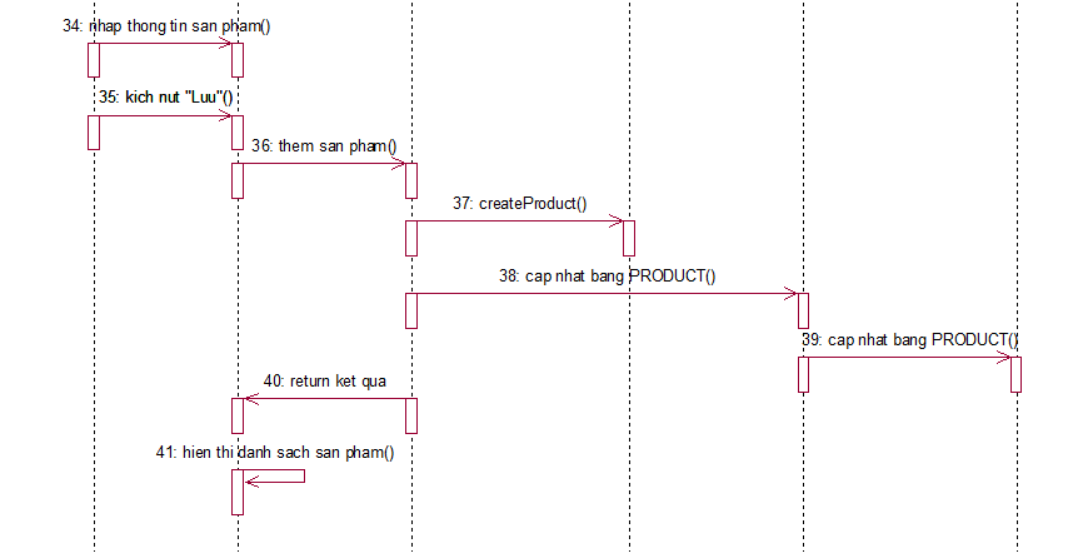 34: nhap thong tin san pham()
35: kich nut "Luu"()
36: them san pham()
37: createProduct()
38: cap nhat bang PRODUCT()
39: cap nhat bang PRODUCT()
40: return ket qua
41: hien thi danh sach san pham()